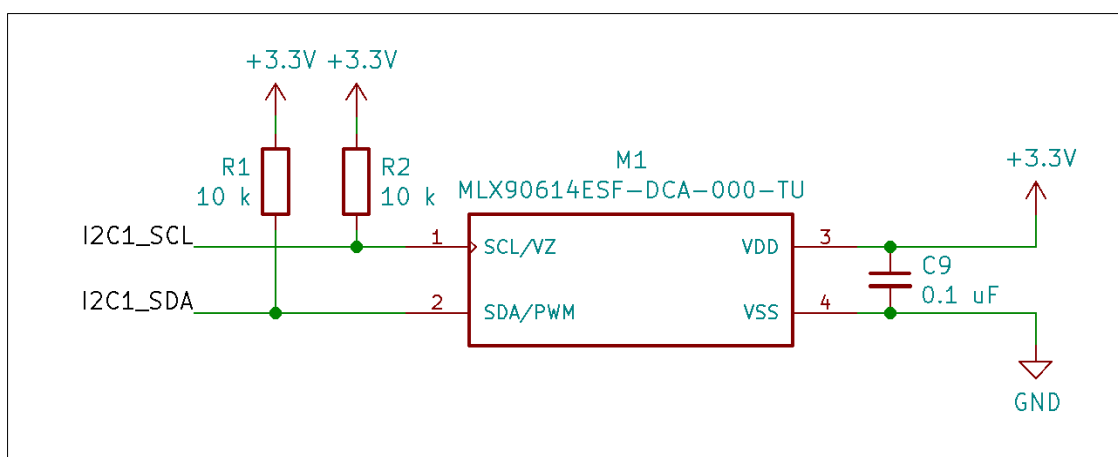 +3.3V +3.3V
R1
10 k
R2
10 k
M1
MLX90614ESF-DCA-000-TU
+3.3V
I2C1_SCL
1
SCL/VZ
VDD
3
C9
0.1 uF
I2C1_SDA
2
SDA/PWM
VSS
4
GND